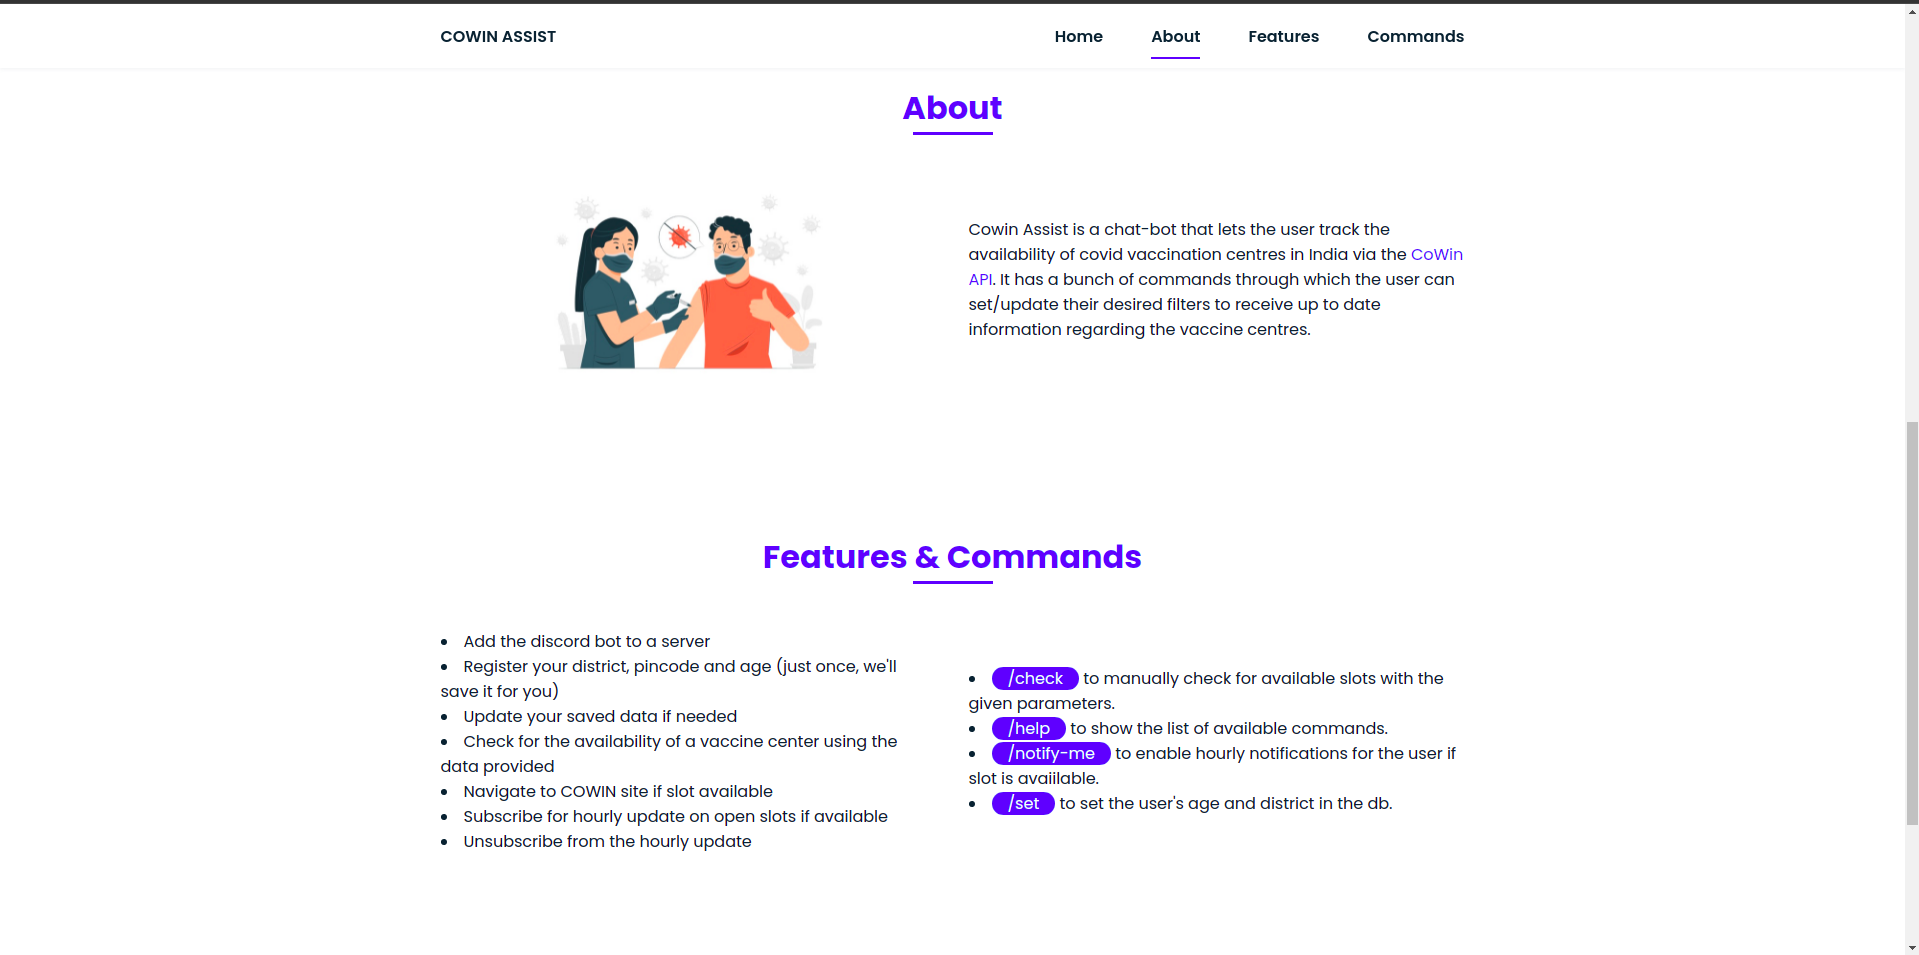 COWIN ASSIST
Home
About
Features
Commands
About
Cowin Assist is a chat-bot that lets the user track the
availability of covid vaccination centres in India via the CoWin
API. It has a bunch of commands through which the user can
set/update their desired filters to receive up to date
information regarding the vaccine centres.
Features & Commands
• Add the discord bot to a server
• Register your district, pincode and age (just once, we'll
save it for you)
• Update your saved data if needed
• Check for the availability of a vaccine center using the
data provided
• Navigate to COWIN site if slot available
• Subscribe for hourly update on open slots if available
• Unsubscribe from the hourly update
• /check to manually check for available slots with the
given parameters.
• /help to show the list of available commands.
• /notify-me to enable hourly notifications for the user if
slot is avaiilable.
• /set to set the user's age and district in the db.